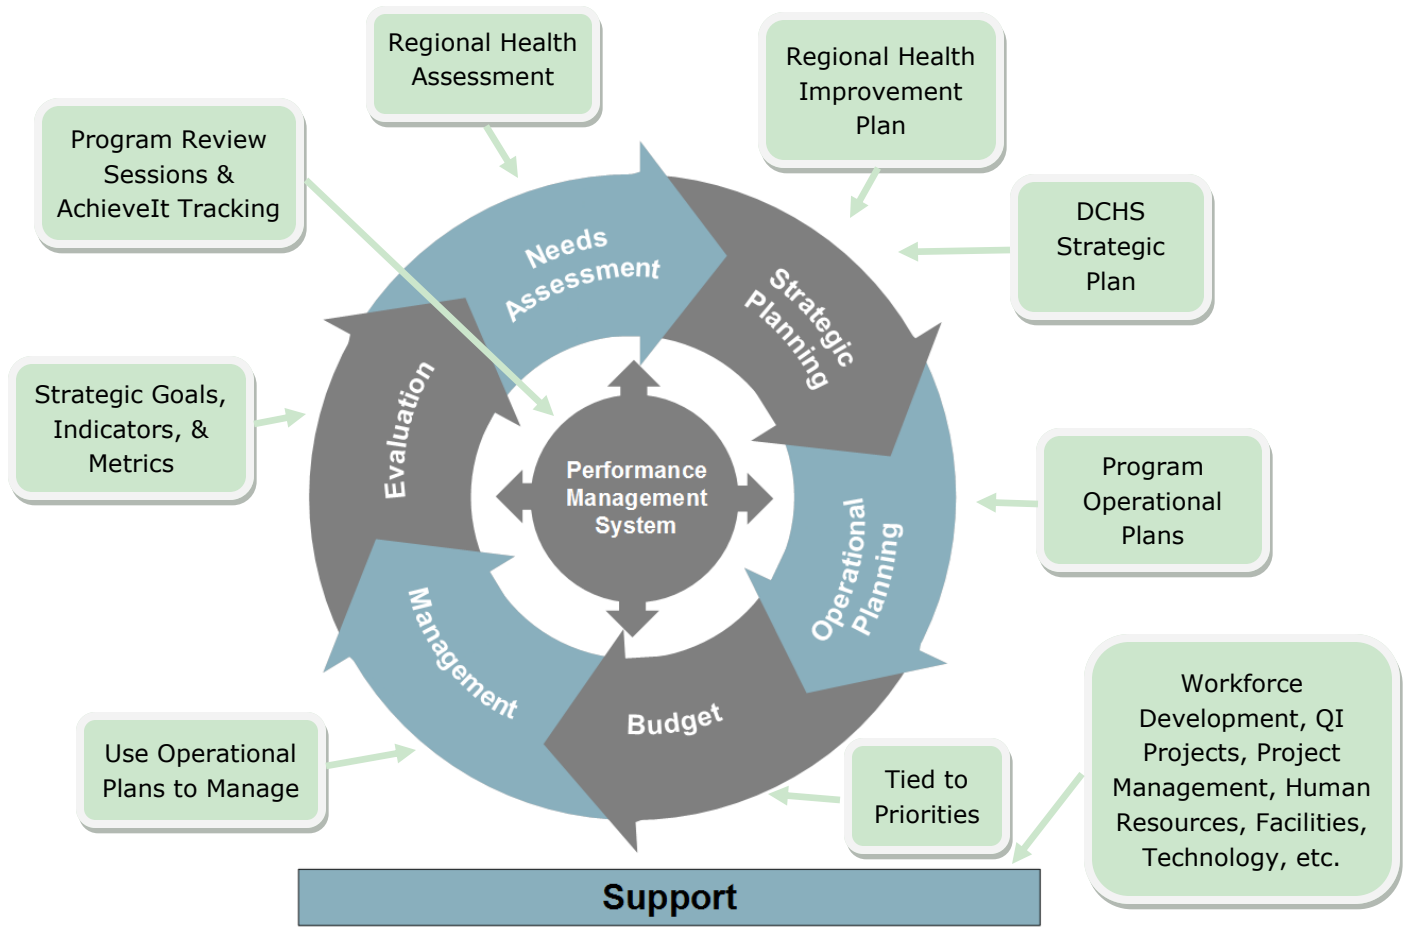 Regional Health
Assessment
Regional Health
Improvement
Plan
Program Review
Sessions &
AchieveIt Tracking
DCHS
Strategic
Plan
Needs
Assessment
Strategic
Planning
Strategic Goals,
Indicators, &
Metrics
Evaluation
Performance
Management
System
Program
Operational
Plans
Operational
Planning
Management
Budget
Use Operational
Plans to Manage
Tied to
Priorities
Workforce
Development, QI
Projects, Project
Management, Human
Resources, Facilities,
Technology, etc.
Support